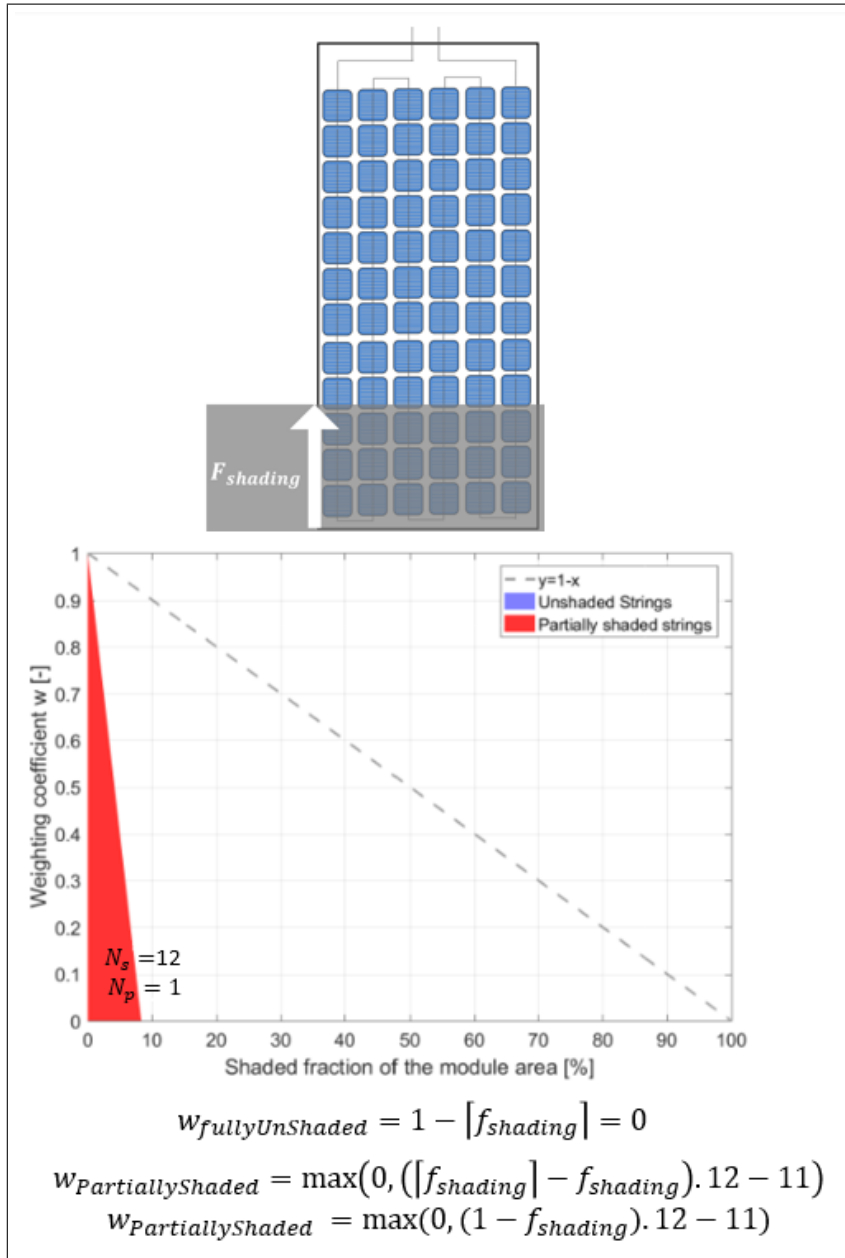 F_shading
1
0.9
0.8
0.7
0.6
0.5
0.4
0.3
0.2
0.1
0
Weighting coefficient w [-]
y=1-x
Unshaded Strings
Partially shaded strings
N_s =12
N_p = 1
0 10 20 30 40 50 60 70 80 90 100
Shaded fraction of the module area [%]
w_fullyUnShaded = 1 − ⌈f_shading⌉ = 0
w_PartiallyShaded = max(0, (⌈f_shading⌉ − f_shading). 12 − 11)
w_PartiallyShaded = max(0, (1 − f_shading). 12 − 11)